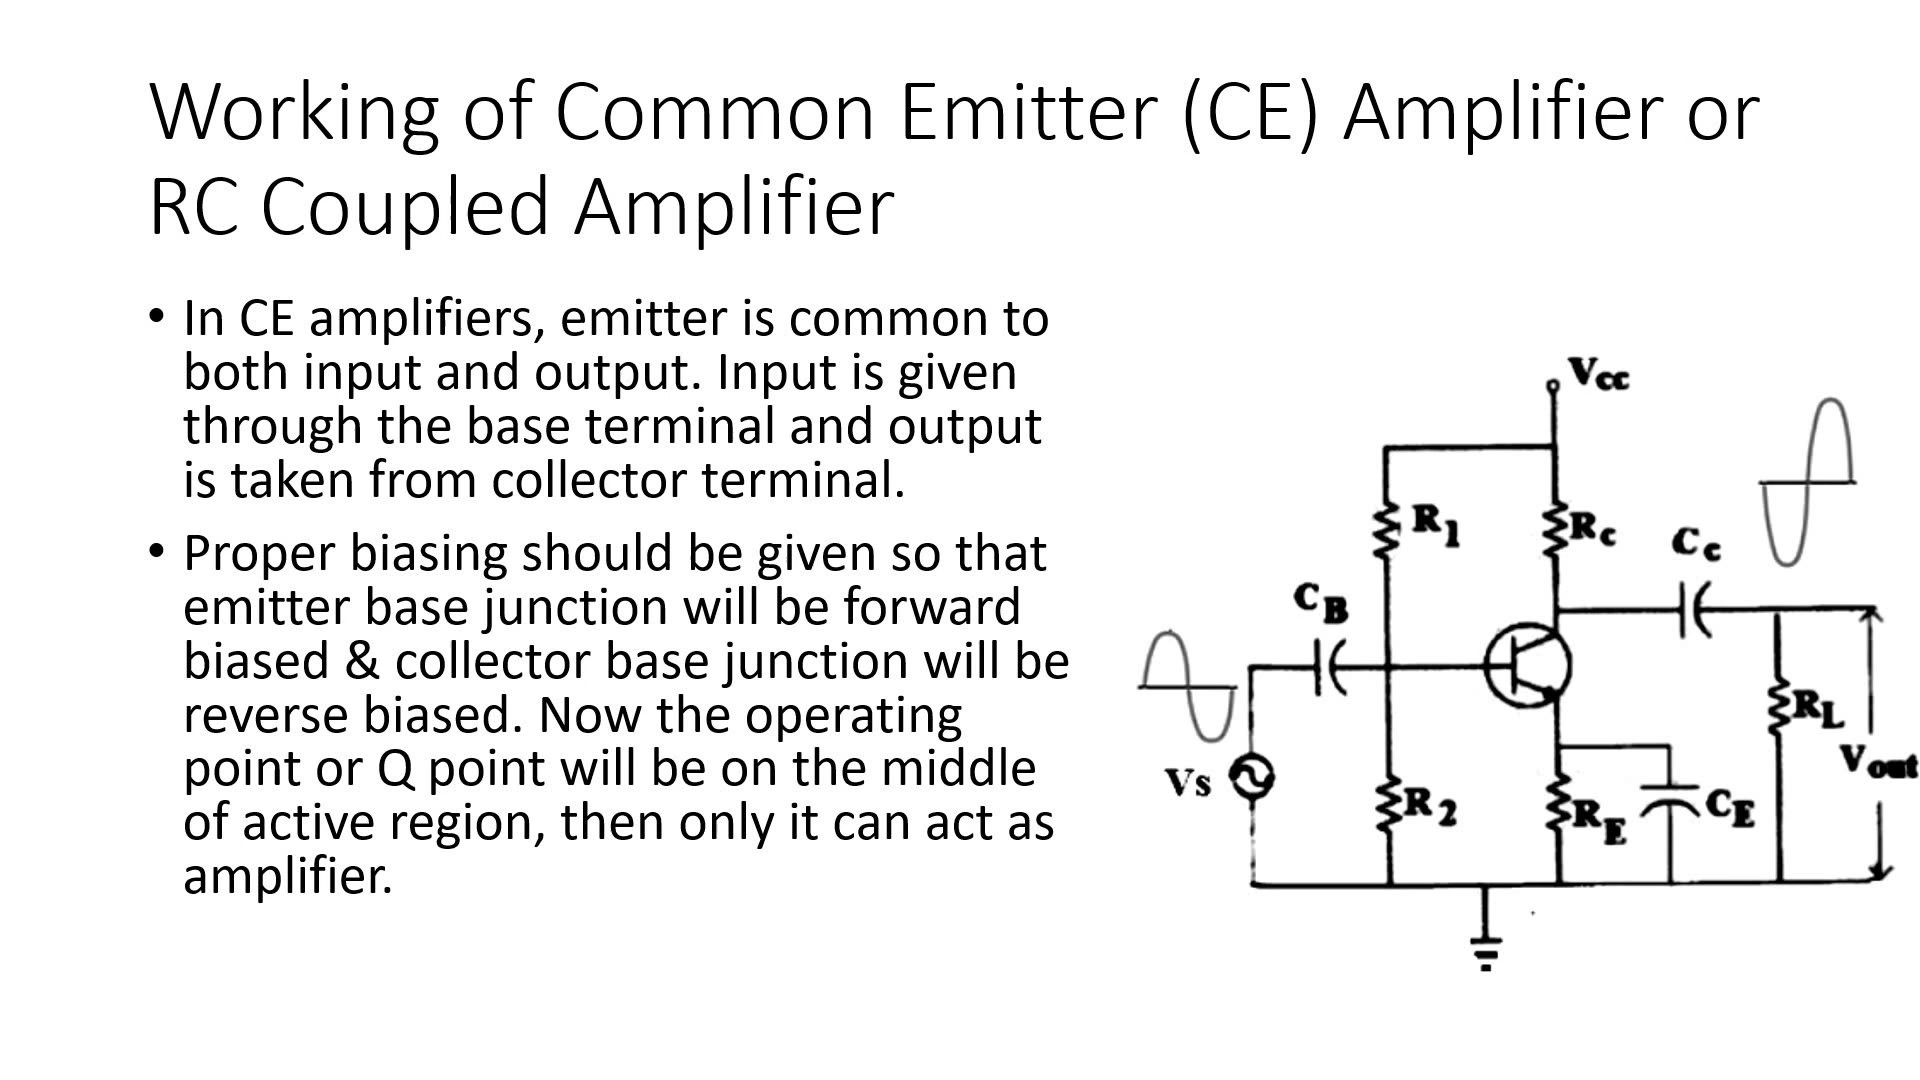 Working of Common Emitter (CE) Amplifier or
RC Coupled Amplifier
• In CE amplifiers, emitter is common to
both input and output. Input is given
through the base terminal and output
is taken from collector terminal.
• Proper biasing should be given so that
emitter base junction will be forward
biased & collector base junction will be
reverse biased. Now the operating
point or Q point will be on the middle
of active region, then only it can act as
amplifier.
Vcc
R1
Rc
Cc
CB
RL
Vout
Vs
R2
RE
CE